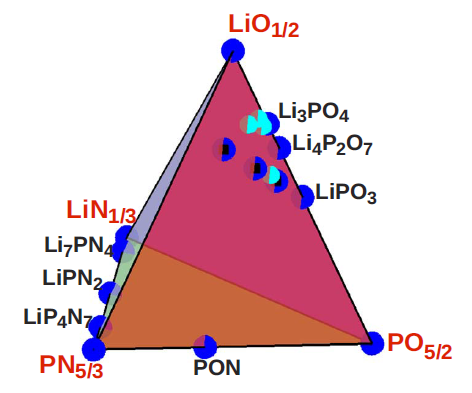 LiO1/2
Li3PO4
Li4P2O7
LiPO3
LiN1/3
Li7PN4
LiPN2
LiP4N7
PN5/3
PON
PO5/2